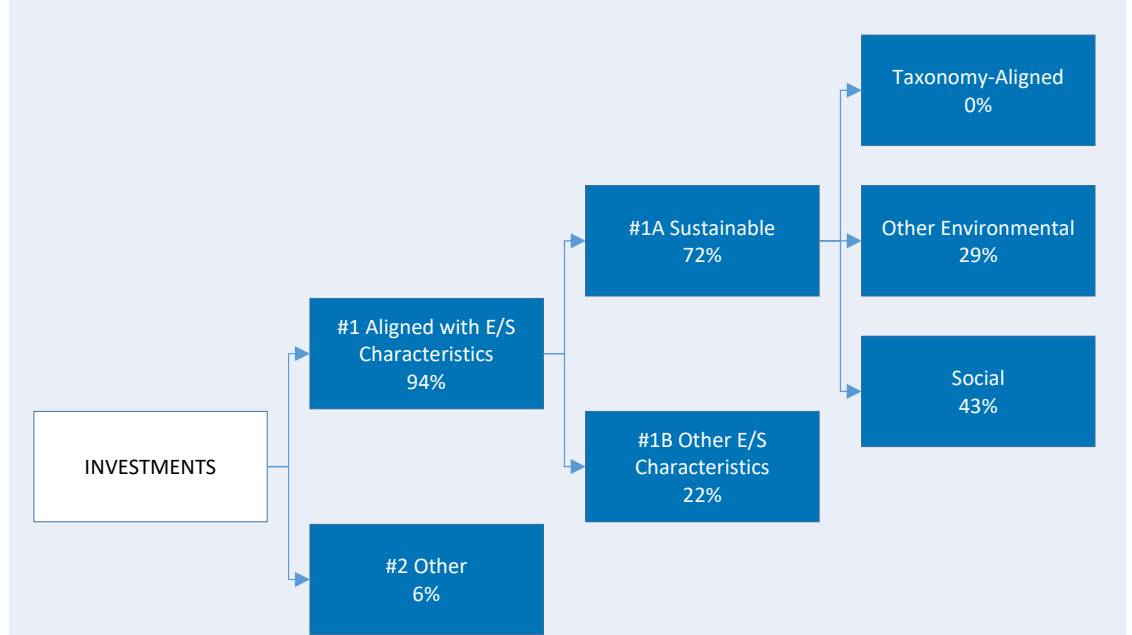 INVESTMENTS
#1 Aligned with E/S
Characteristics
94%
#2 Other
6%
#1A Sustainable
72%
#1B Other E/S
Characteristics
22%
Taxonomy-Aligned
0%
Other Environmental
29%
Social
43%